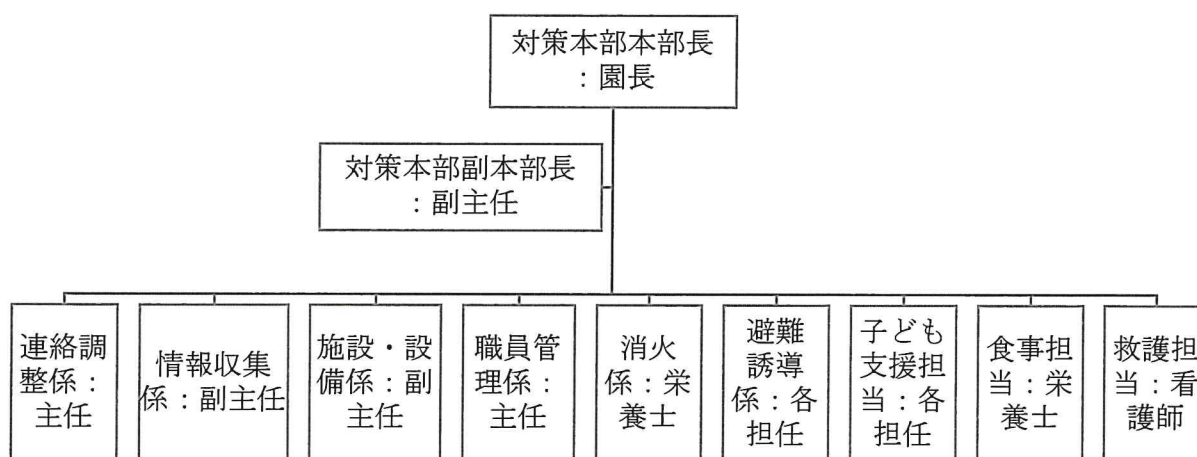 対策本部本部長
：園長
対策本部副本部長
：副主任
連絡調
整係：
主任
情報収集
係：副主任
施設・設
備係：副
主任
職員管
理係：
主任
消火
係：栄
養士
避難
誘導
係：各
担任
子ども
支援担
当：各
担任
食事担
当：栄
養士
救護担
当：看
護師